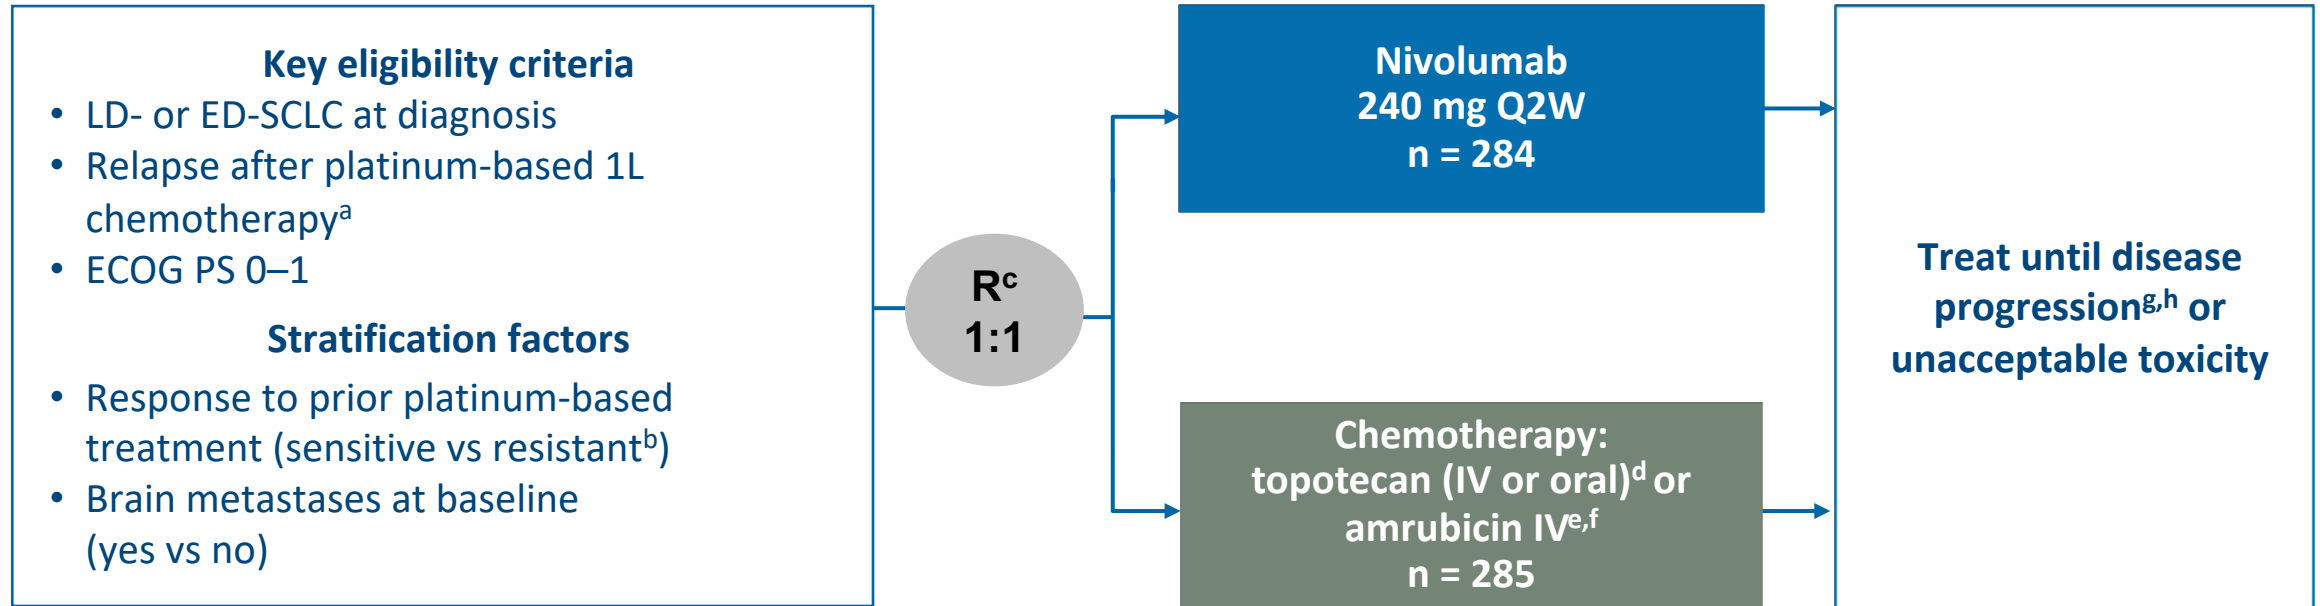 Key eligibility criteria
• LD- or ED-SCLC at diagnosis
• Relapse after platinum-based 1L
chemotherapyᵃ
• ECOG PS 0–1
Stratification factors
• Response to prior platinum-based
treatment (sensitive vs resistantᵇ)
• Brain metastases at baseline
(yes vs no)
Rᶜ
1:1
Nivolumab
240 mg Q2W
n = 284
Chemotherapy:
topotecan (IV or oral)ᵈ or
amrubicin IVᵉ,ᶠ
n = 285
Treat until disease
progressionᵍ,ʰ or
unacceptable toxicity